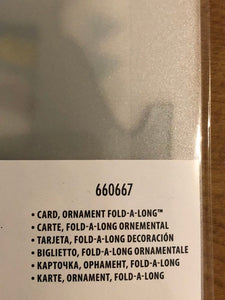 660667
• CARD, ORNAMENT FOLD-A-LONG™
• CARTE, FOLD-A-LONG ORNEMENTAL
• TARJETA, FOLD-A-LONG DECORACIÓN
• BIGLIETTO, FOLD-A-LONG ORNAMENTALE
• КАРТОЧКА, ОРНАМЕНТ, FOLD-A-LONG
• KARTE, ORNAMENT, FOLD-A-LONG